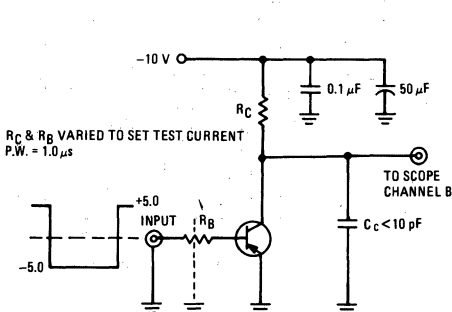 −10 V
0.1 μF
50 μF
RC
RC & RB VARIED TO SET TEST CURRENT
P.W. = 1.0 μs
TO SCOPE
CHANNEL B
+5.0
INPUT
RB
CC < 10 pF
−5.0